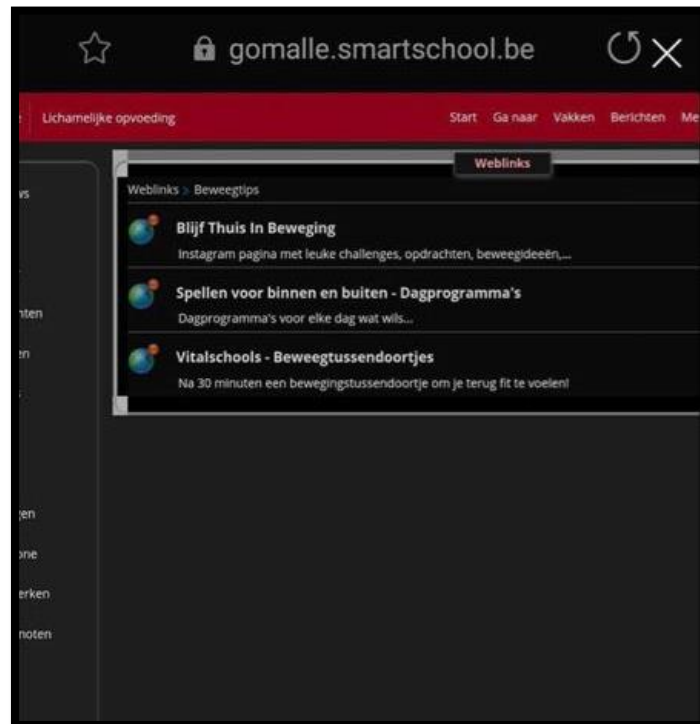 gomalle.smartschool.be
Lichamelijke opvoeding Start Ga naar Vakken Berichten
Weblinks
Weblinks > Beweegtips
Blijf Thuis In Beweging
Instagram pagina met leuke challenges, opdrachten, beweegideeën,...
Spellen voor binnen en buiten - Dagprogramma's
Dagprogramma's voor elke dag wat wils...
Vitalschools - Beweegtussendoortjes
Na 30 minuten een bewegingstussendoortje om je terug fit te voelen!